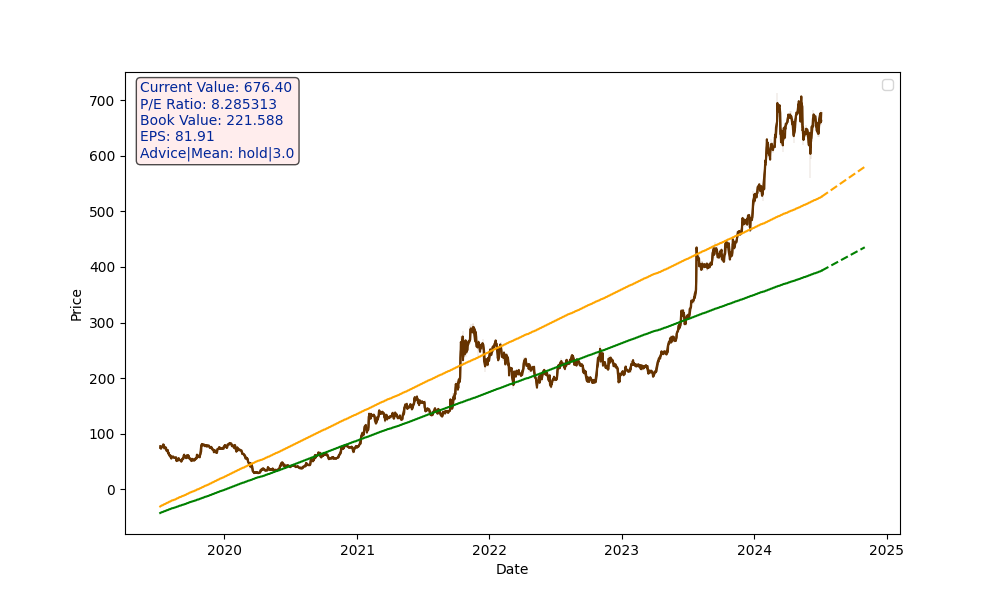 Current Value: 676.40
P/E Ratio: 8.285313
Book Value: 221.588
EPS: 81.91
Advice|Mean: hold|3.0
700
600
500
400
300
200
100
0
Price
2020 2021 2022 2023 2024 2025
Date